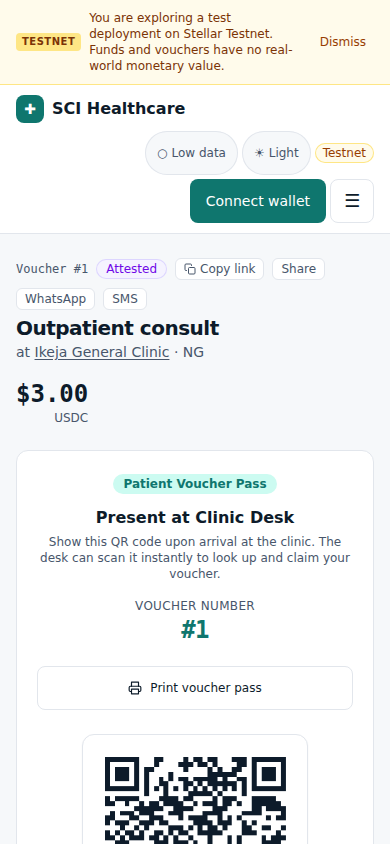 TESTNET
You are exploring a test
deployment on Stellar Testnet.
Funds and vouchers have no real-
world monetary value.
Dismiss
SCI Healthcare
Low data
Light
Testnet
Connect wallet
Voucher #1
Attested
Copy link
Share
WhatsApp
SMS
Outpatient consult
at Ikeja General Clinic · NG
$3.00
USDC
Patient Voucher Pass
Present at Clinic Desk
Show this QR code upon arrival at the clinic. The
desk can scan it instantly to look up and claim your
voucher.
VOUCHER NUMBER
#1
Print voucher pass